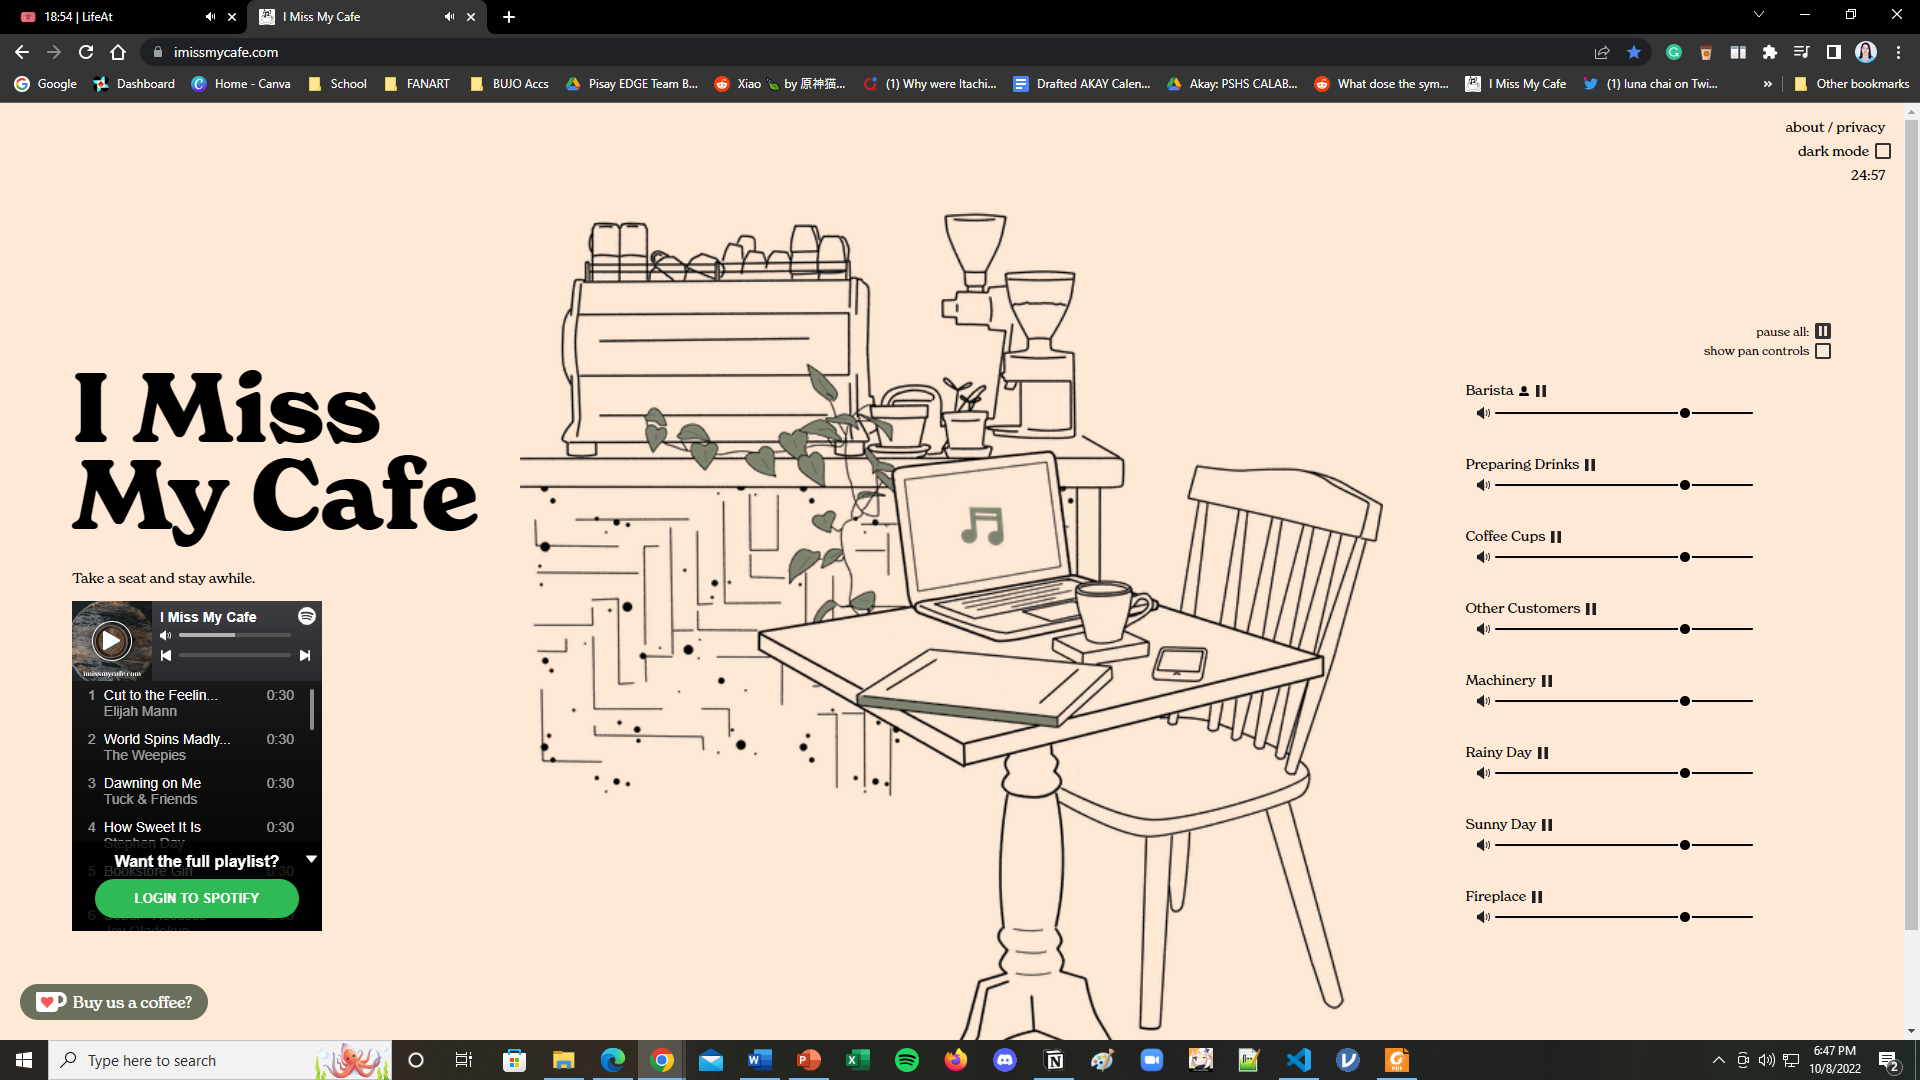 18:54 | LifeAt
I Miss My Cafe
imissmycafe.com
Google
Dashboard
Home - Canva
School
FANART
BUJO Accs
Pisay EDGE Team B...
Xiao 🍃 by 原神猫...
(1) Why were Itachi...
Drafted AKAY Calen...
Akay: PSHS CALAB...
What dose the sym...
I Miss My Cafe
(1) luna chai on Twi...
»
Other bookmarks
about / privacy
dark mode
24:57
I Miss
My Cafe
Take a seat and stay awhile.
I Miss My Cafe
imissmycafe.com
1 Cut to the Feelin... 0:30
Elijah Mann
2 World Spins Madly... 0:30
The Weepies
3 Dawning on Me 0:30
Tuck & Friends
4 How Sweet It Is 0:30
Stephen Day
Want the full playlist?
5 Bookstore Girl 0:30
LOGIN TO SPOTIFY
6
Joy Oladokun
pause all:
show pan controls
Barista
Preparing Drinks
Coffee Cups
Other Customers
Machinery
Rainy Day
Sunny Day
Fireplace
Buy us a coffee?
Type here to search
6:47 PM
10/8/2022
2